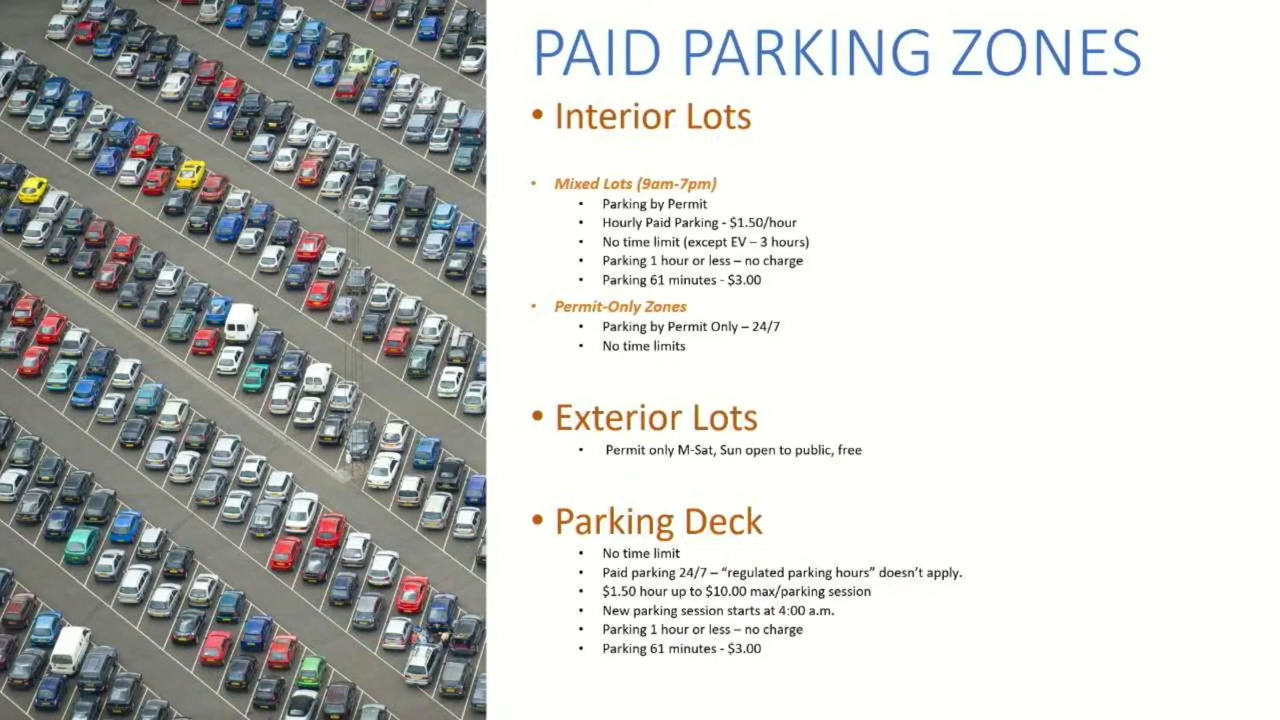 PAID PARKING ZONES
• Interior Lots
• Mixed Lots (9am-7pm)
• Parking by Permit
• Hourly Paid Parking - $1.50/hour
• No time limit (except EV – 3 hours)
• Parking 1 hour or less – no charge
• Parking 61 minutes - $3.00
• Permit-Only Zones
• Parking by Permit Only – 24/7
• No time limits
• Exterior Lots
• Permit only M-Sat, Sun open to public, free
• Parking Deck
• No time limit
• Paid parking 24/7 – “regulated parking hours” doesn’t apply.
• $1.50 hour up to $10.00 max/parking session
• New parking session starts at 4:00 a.m.
• Parking 1 hour or less – no charge
• Parking 61 minutes - $3.00